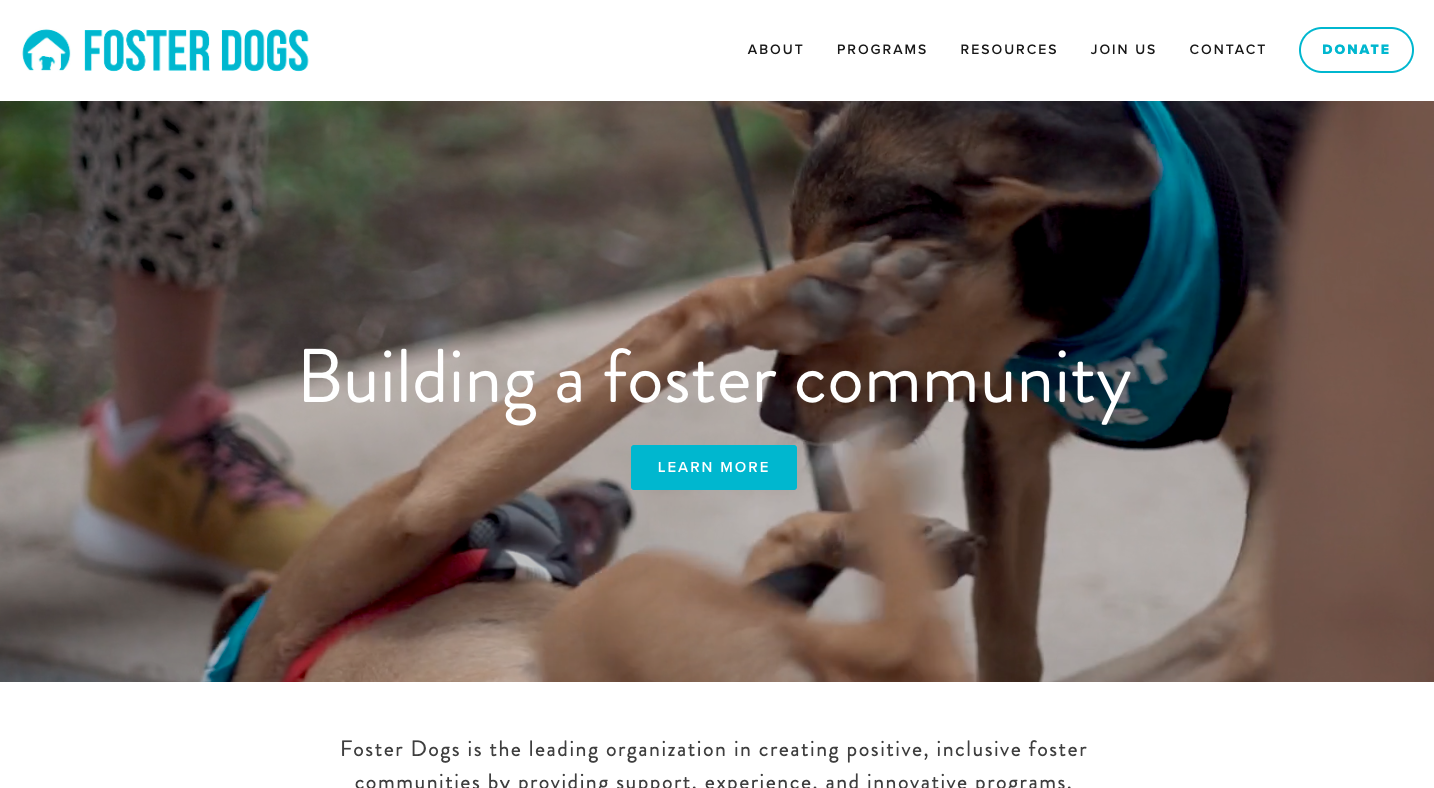 FOSTER DOGS
ABOUT PROGRAMS RESOURCES JOIN US CONTACT DONATE
Building a foster community
LEARN MORE
Me
Foster Dogs is the leading organization in creating positive, inclusive foster
communities by providing support, experience, and innovative programs.